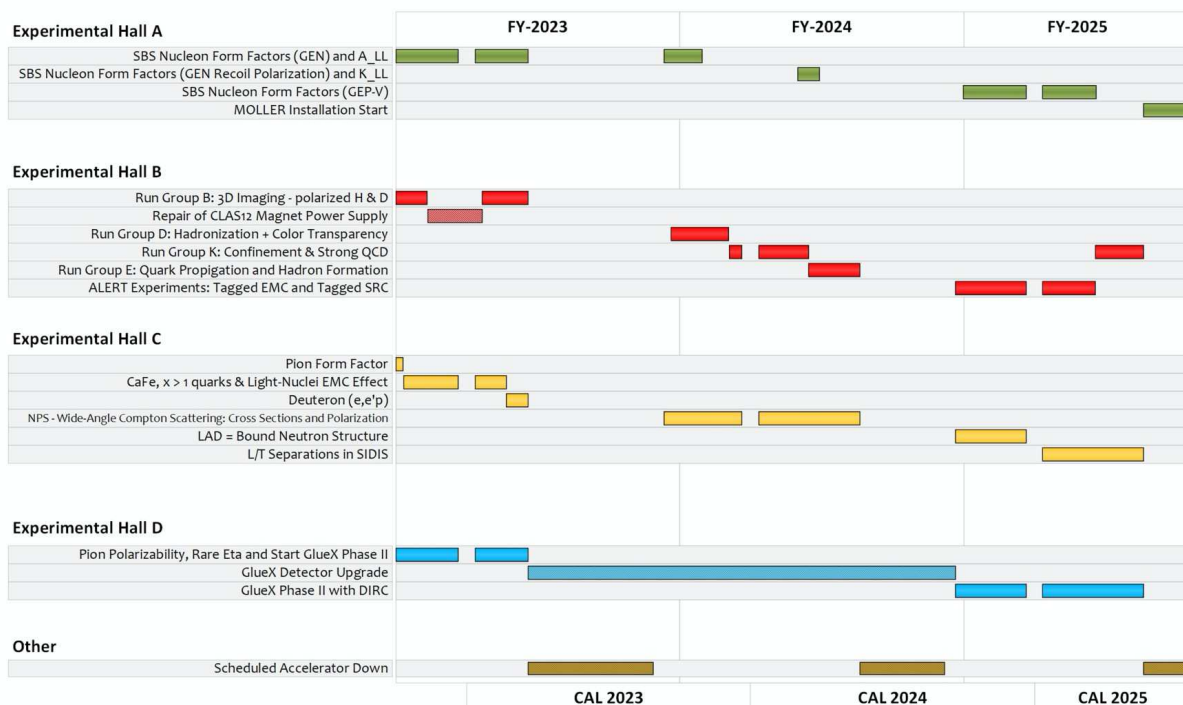 FY-2023 FY-2024 FY-2025
Experimental Hall A
SBS Nucleon Form Factors (GEN) and A_LL
SBS Nucleon Form Factors (GEN Recoil Polarization) and K_LL
SBS Nucleon Form Factors (GEP-V)
MOLLER Installation Start
Experimental Hall B
Run Group B: 3D Imaging - polarized H & D
Repair of CLAS12 Magnet Power Supply
Run Group D: Hadronization + Color Transparency
Run Group K: Confinement & Strong QCD
Run Group E: Quark Propigation and Hadron Formation
ALERT Experiments: Tagged EMC and Tagged SRC
Experimental Hall C
Pion Form Factor
CaFe, x > 1 quarks & Light-Nuclei EMC Effect
Deuteron (e,e'p)
NPS - Wide-Angle Compton Scattering: Cross Sections and Polarization
LAD = Bound Neutron Structure
L/T Separations in SIDIS
Experimental Hall D
Pion Polarizability, Rare Eta and Start GlueX Phase II
GlueX Detector Upgrade
GlueX Phase II with DIRC
Other
Scheduled Accelerator Down
CAL 2023 CAL 2024 CAL 2025